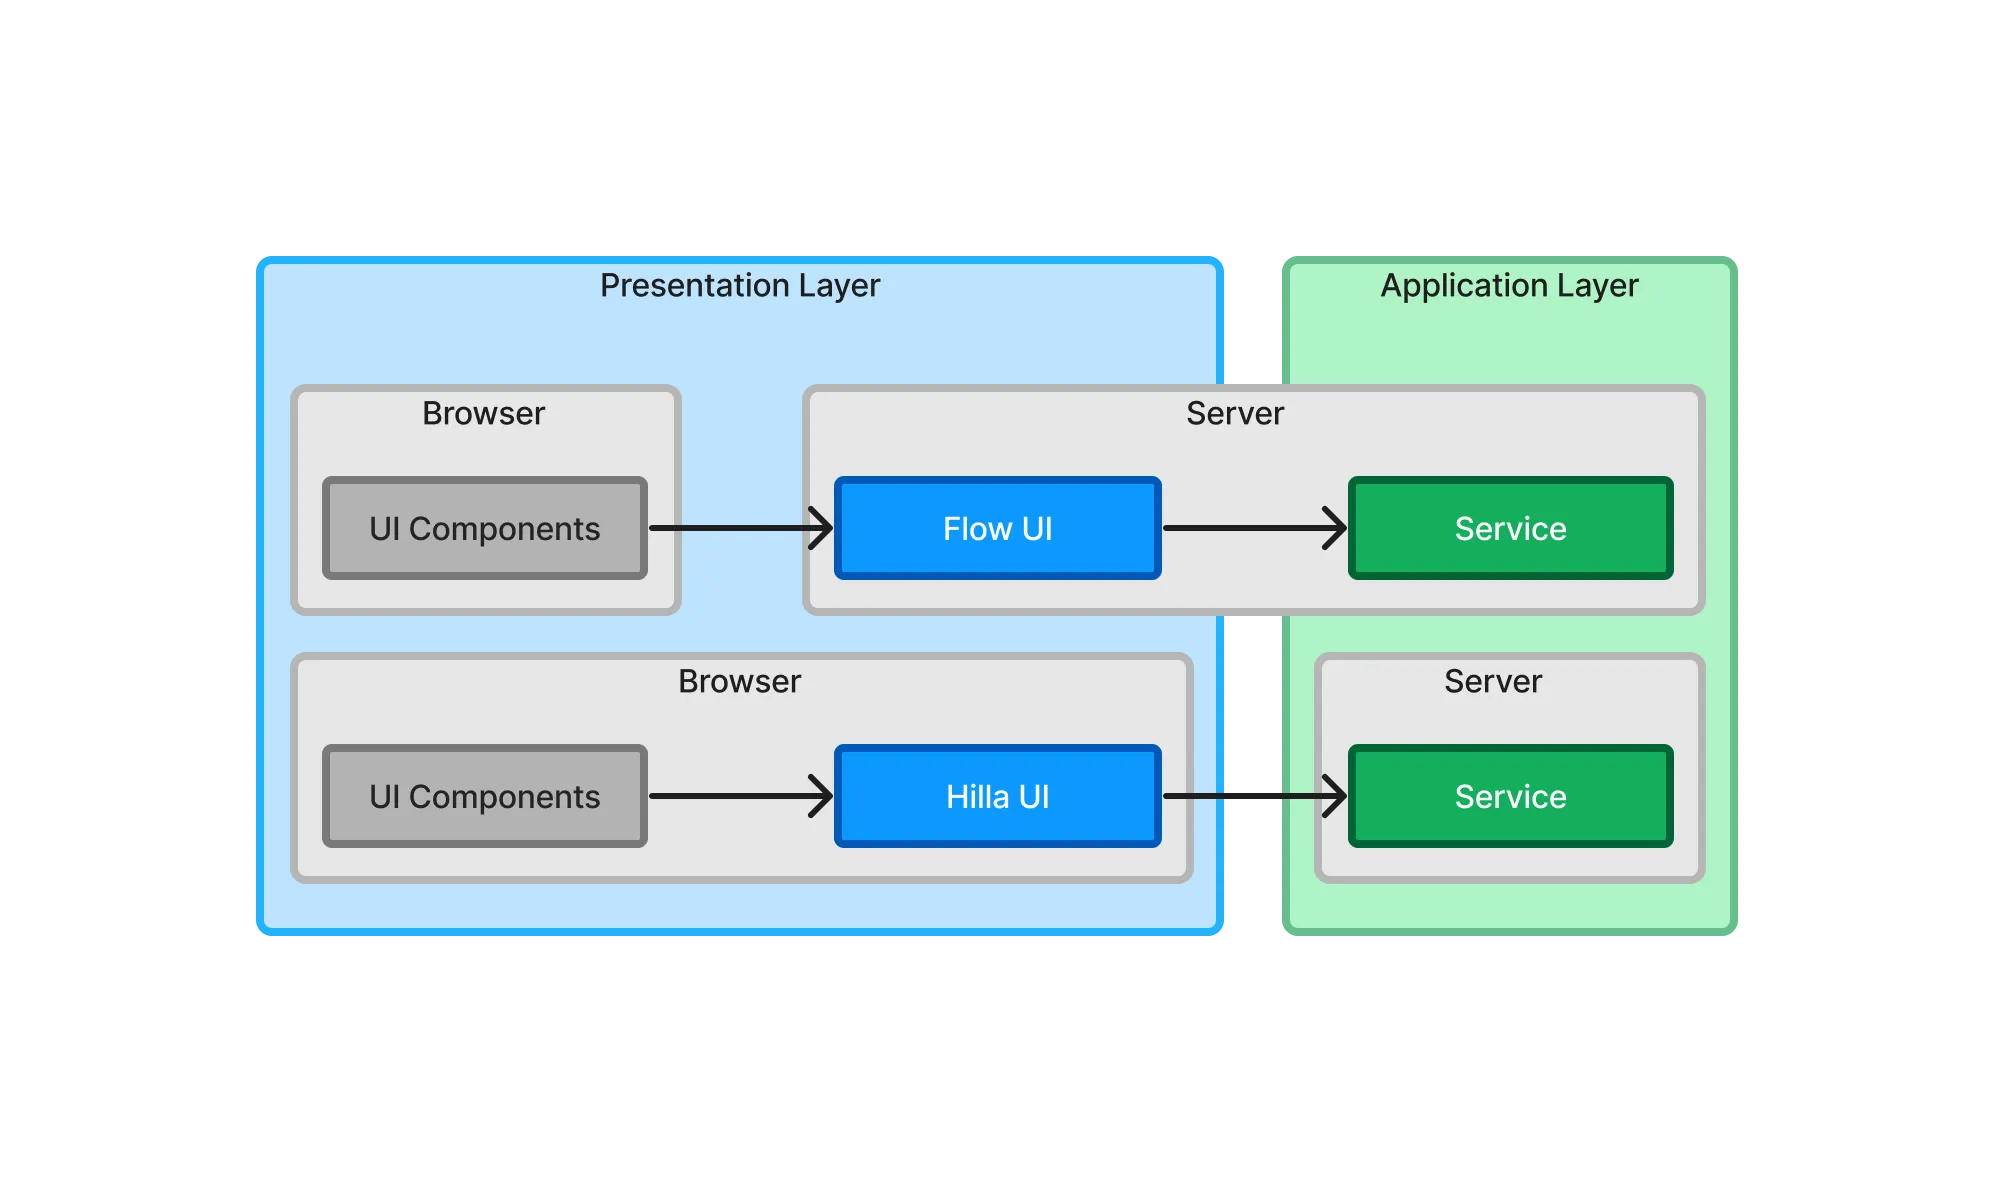 Presentation Layer
Application Layer
Browser
Server
UI Components
Flow UI
Service
Browser
Server
UI Components
Hilla UI
Service